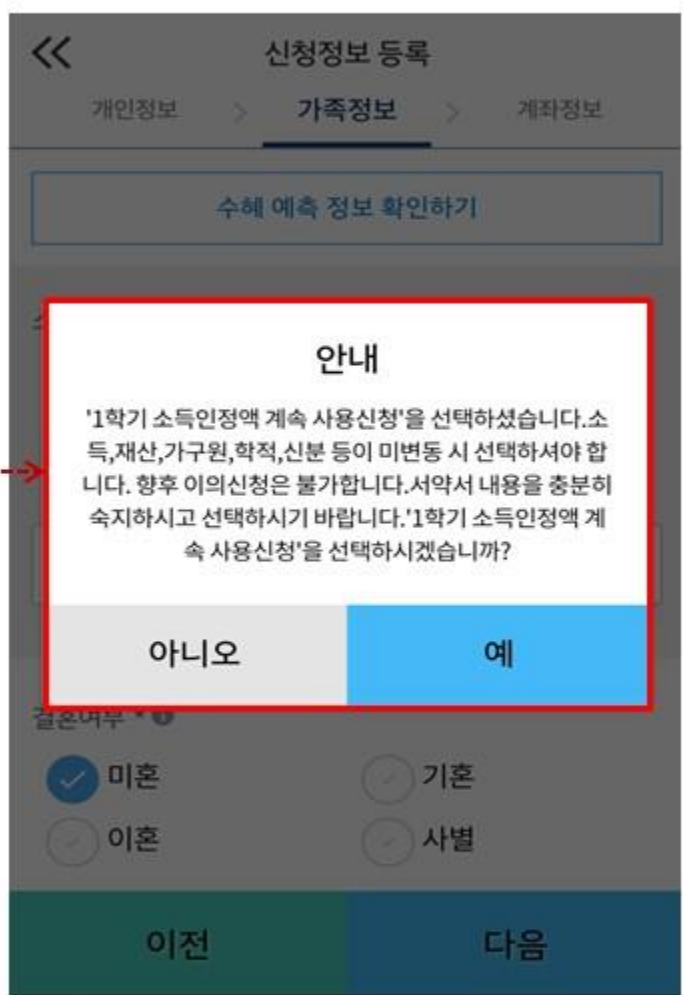 신청정보 등록
개인정보 > 가족정보 > 계좌정보
수혜 예측 정보 확인하기
안내
'1학기 소득인정액 계속 사용신청'을 선택하셨습니다.소
득,재산,가구원,학적,신분 등이 미변동 시 선택하셔야 합
니다. 향후 이의신청은 불가합니다.서약서 내용을 충분히
숙지하시고 선택하시기 바랍니다.'1학기 소득인정액 계
속 사용신청'을 선택하시겠습니까?
아니오 예
결혼여부 *
미혼 기혼
이혼 사별
이전 다음